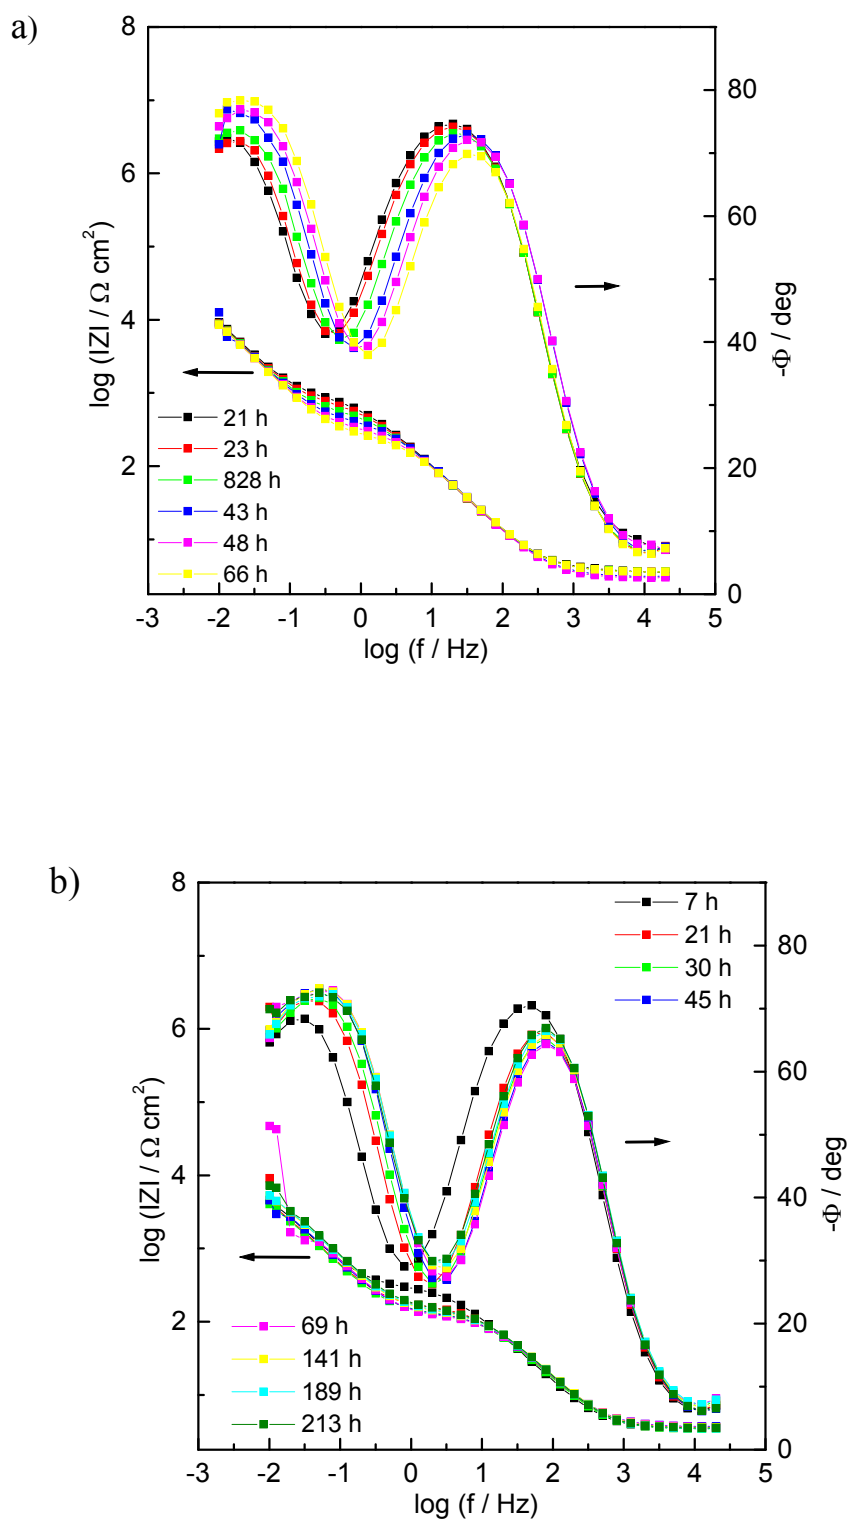 a)
8
6
4
2
log (IZI / Ω cm²)
80
60
40
20
0
-Φ / deg
21 h
23 h
828 h
43 h
48 h
66 h
-3 -2 -1 0 1 2 3 4 5
log (f / Hz)
b)
8
6
4
2
log (IZI / Ω cm²)
7 h
21 h
30 h
45 h
80
60
40
20
0
-Φ / deg
69 h
141 h
189 h
213 h
-3 -2 -1 0 1 2 3 4 5
log (f / Hz)